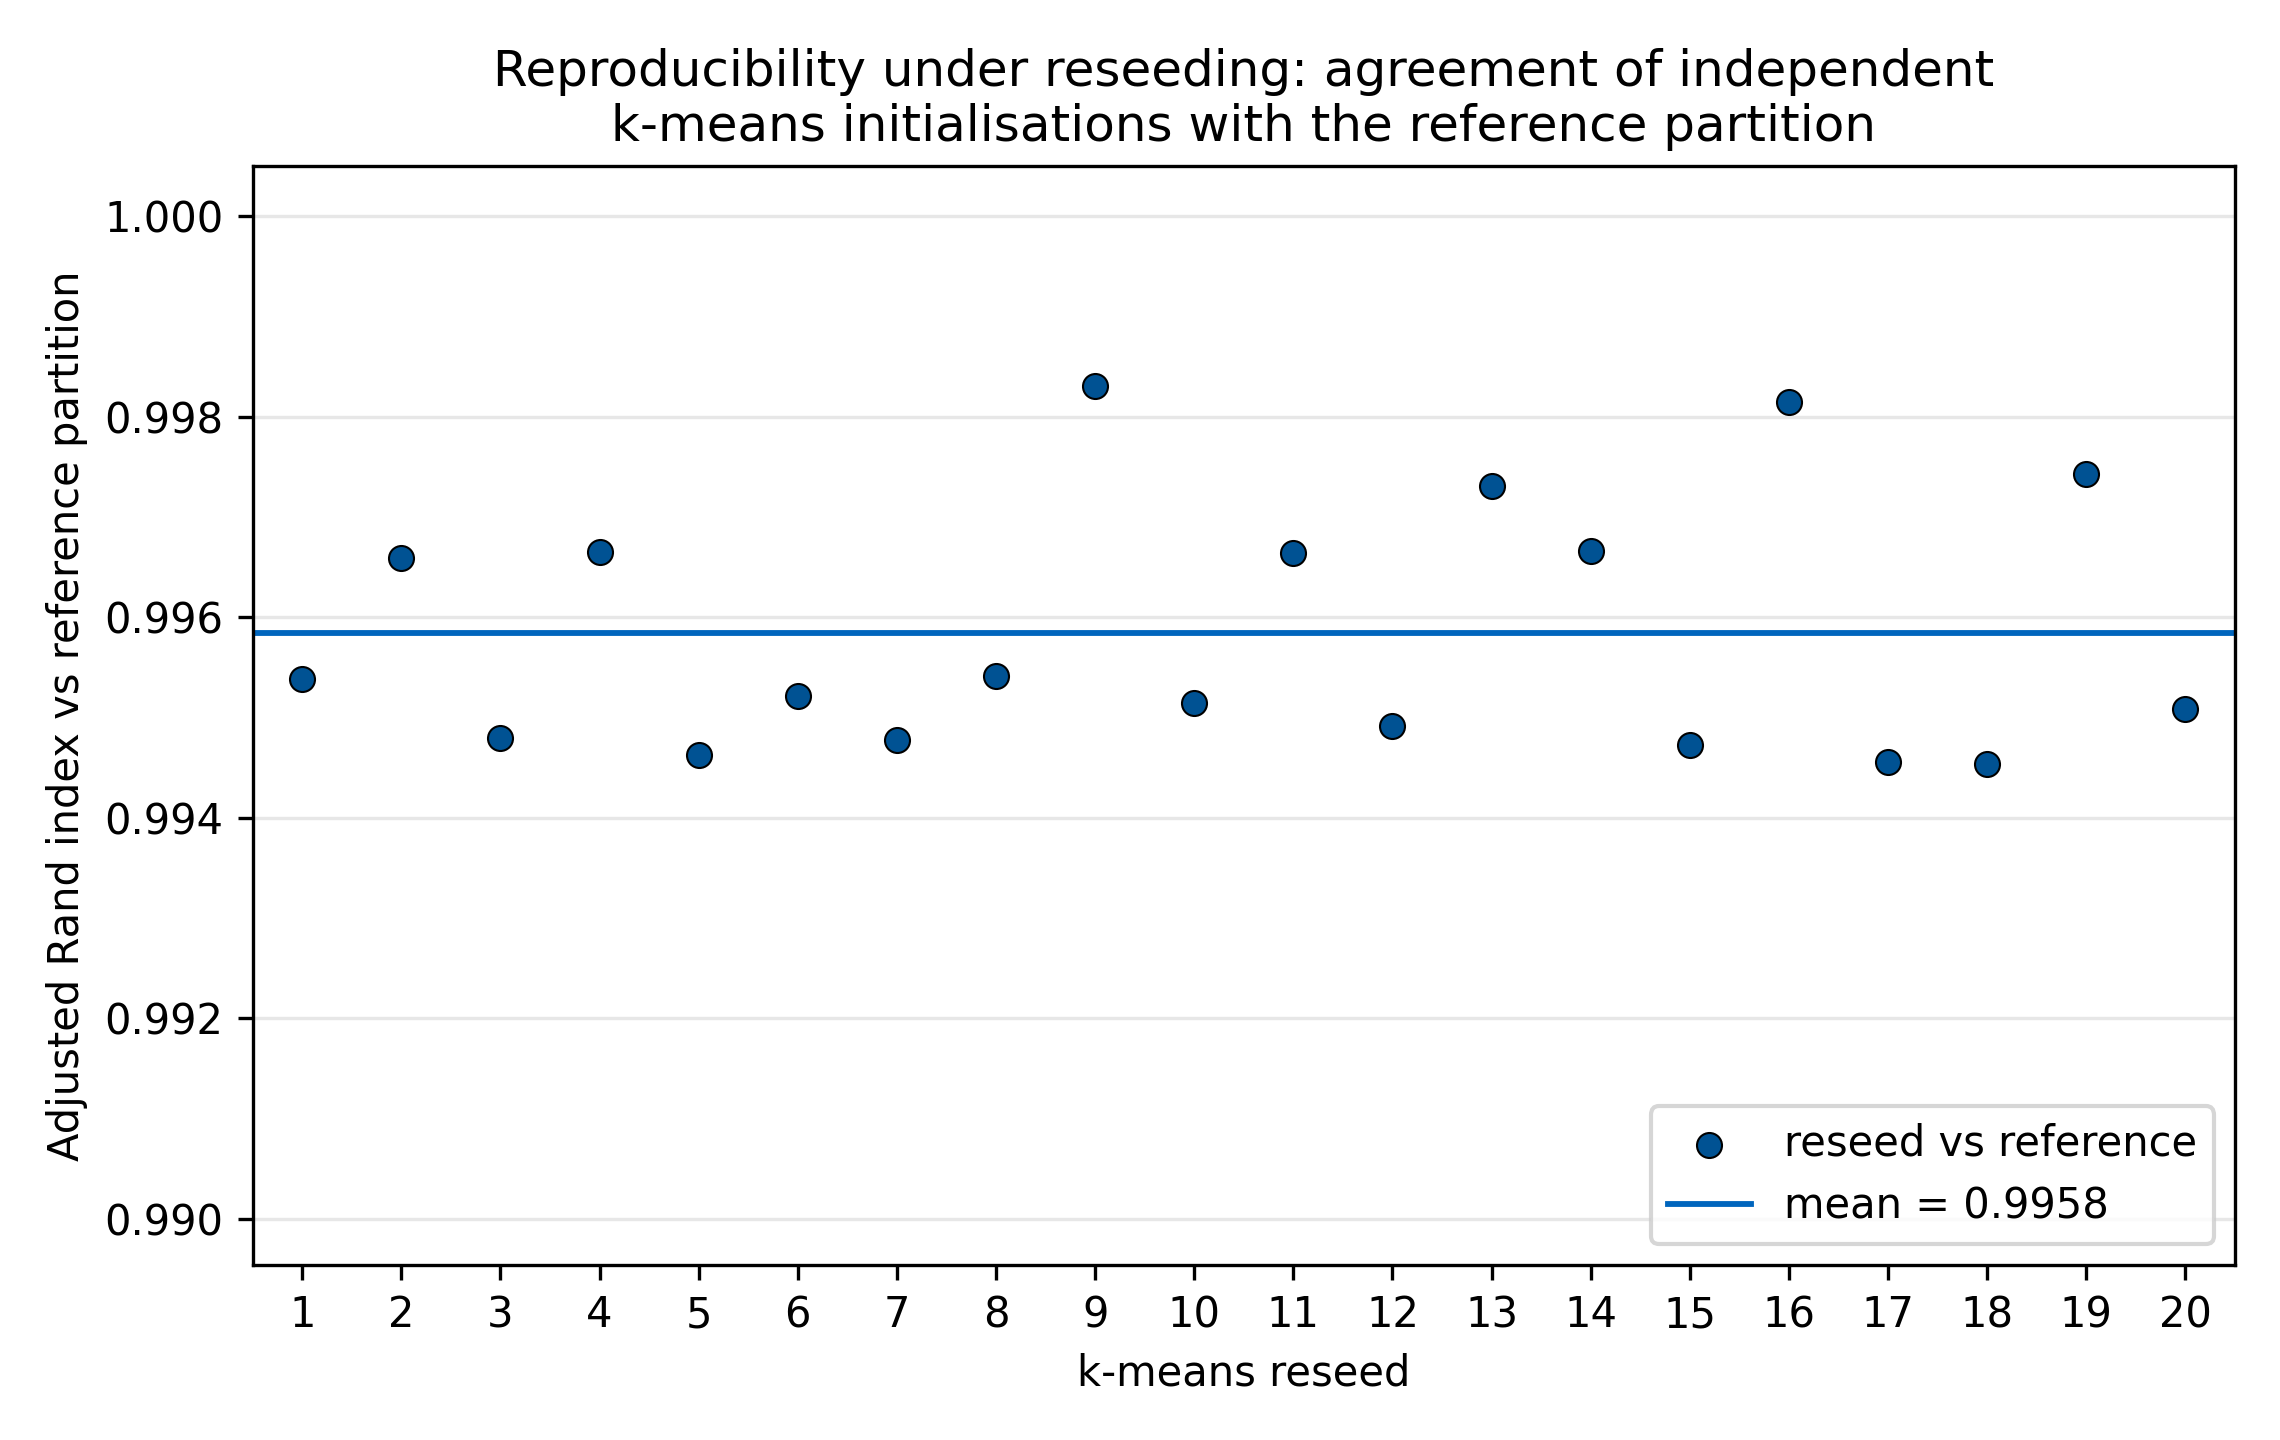 Reproducibility under reseeding: agreement of independent
k-means initialisations with the reference partition
Adjusted Rand index vs reference partition
1.000
0.998
0.996
0.994
0.992
0.990
reseed vs reference
mean = 0.9958
1 2 3 4 5 6 7 8 9 10 11 12 13 14 15 16 17 18 19 20
k-means reseed